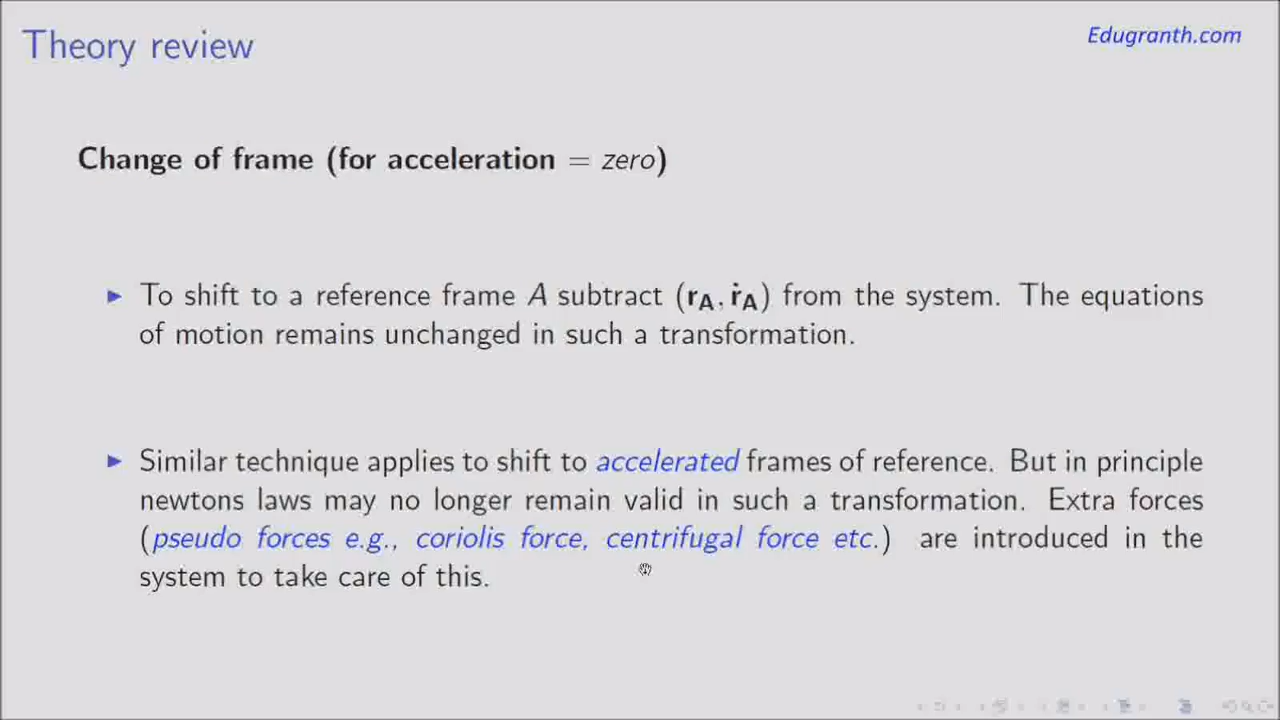 Theory review
Edugranth.com
Change of frame (for acceleration = zero)
▶ To shift to a reference frame A subtract (r_A, ṙ_A) from the system. The equations
of motion remains unchanged in such a transformation.
▶ Similar technique applies to shift to accelerated frames of reference. But in principle
newtons laws may no longer remain valid in such a transformation. Extra forces
(pseudo forces e.g., coriolis force, centrifugal force etc.) are introduced in the
system to take care of this.